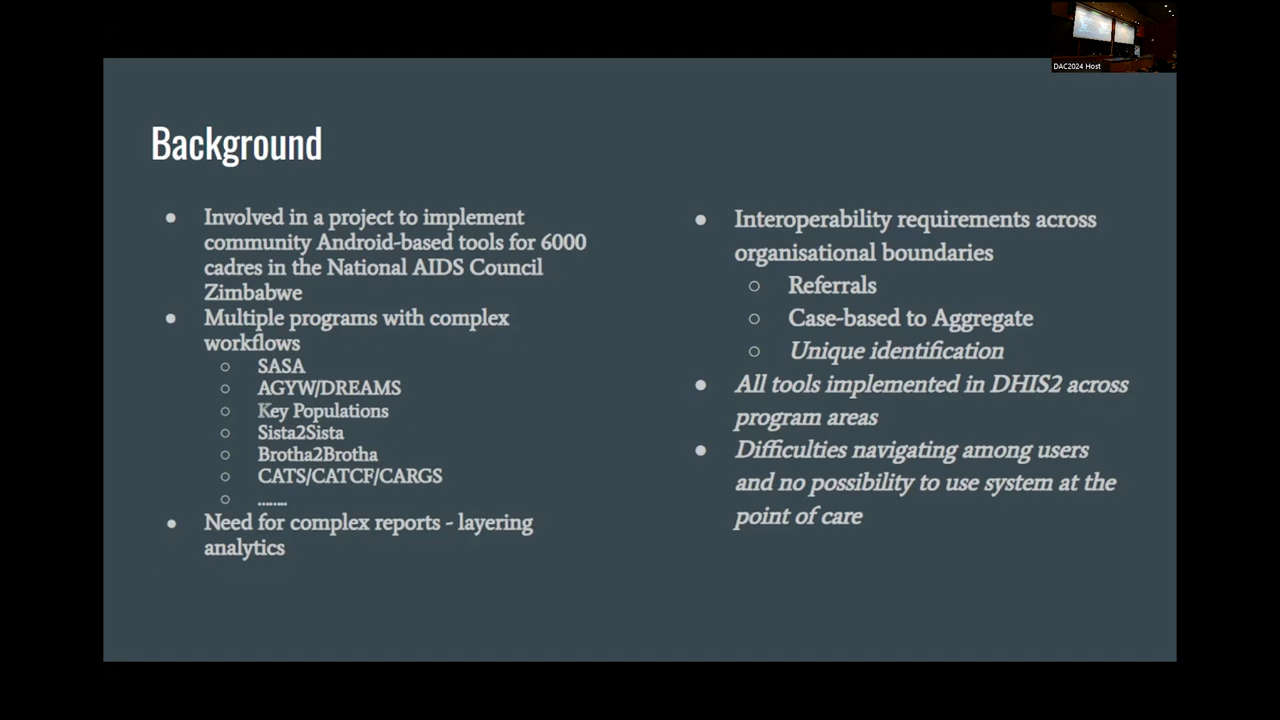 DAC2024 Host
Background
● Involved in a project to implement
community Android-based tools for 6000
cadres in the National AIDS Council
Zimbabwe
● Multiple programs with complex
workflows
○ SASA
○ AGYW/DREAMS
○ Key Populations
○ Sista2Sista
○ Brotha2Brotha
○ CATS/CATCF/CARGS
○ .......
● Need for complex reports - layering
analytics
● Interoperability requirements across
organisational boundaries
○ Referrals
○ Case-based to Aggregate
○ Unique identification
● All tools implemented in DHIS2 across
program areas
● Difficulties navigating among users
and no possibility to use system at the
point of care